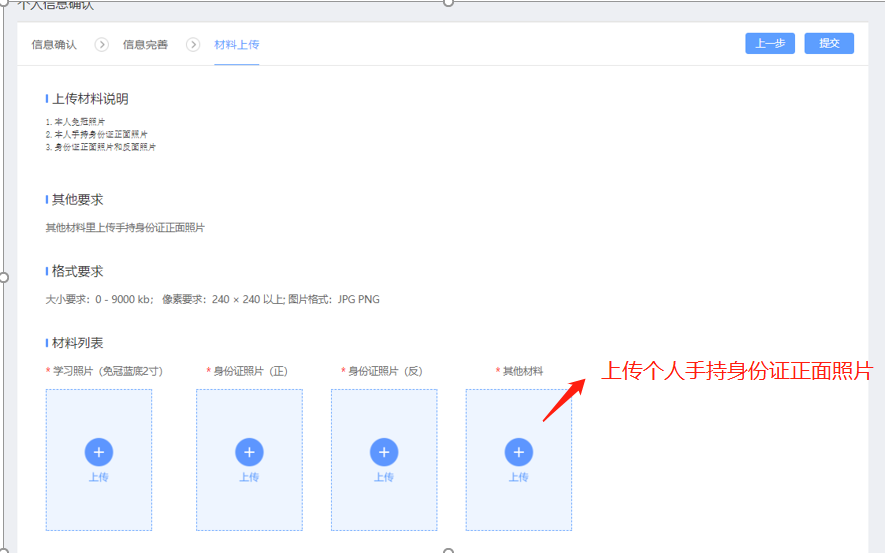 个人信息确认
信息确认 信息完善 材料上传 上一步 提交
上传材料说明
1. 本人免冠照片
2. 本人手持身份证正面照片
3. 身份证正面照片和反面照片
其他要求
其他材料里上传手持身份证正面照片
格式要求
大小要求：0 - 9000 kb； 像素要求：240 × 240 以上; 图片格式：JPG PNG
材料列表
* 学习照片（免冠蓝底2寸） * 身份证照片（正） * 身份证照片（反） * 其他材料
上传个人手持身份证正面照片
上传 上传 上传 上传